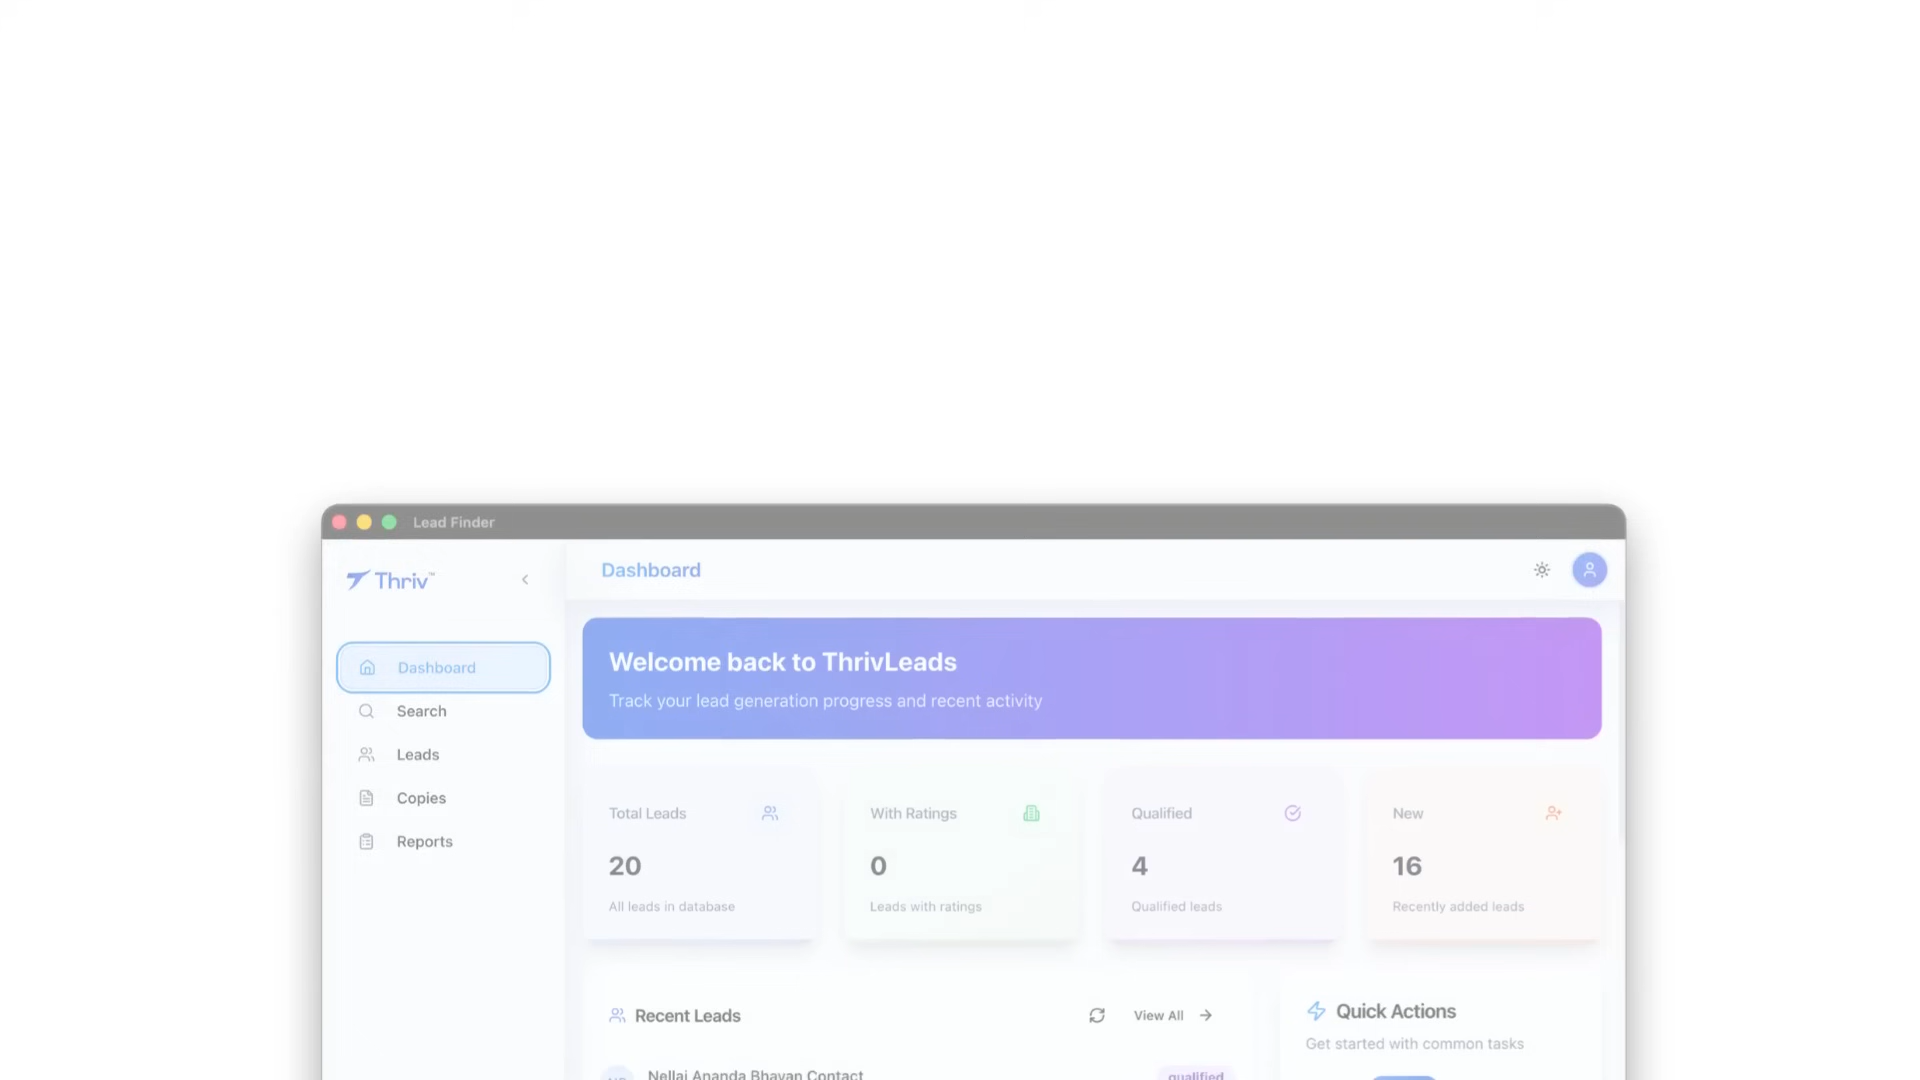 Lead Finder
Thriv™
Dashboard
Dashboard
Search
Leads
Copies
Reports
Welcome back to ThrivLeads
Track your lead generation progress and recent activity
Total Leads
20
All leads in database
With Ratings
0
Leads with ratings
Qualified
4
Qualified leads
New
16
Recently added leads
Recent Leads
View All
Nellai Ananda Bhavan Contact
qualified
Quick Actions
Get started with common tasks